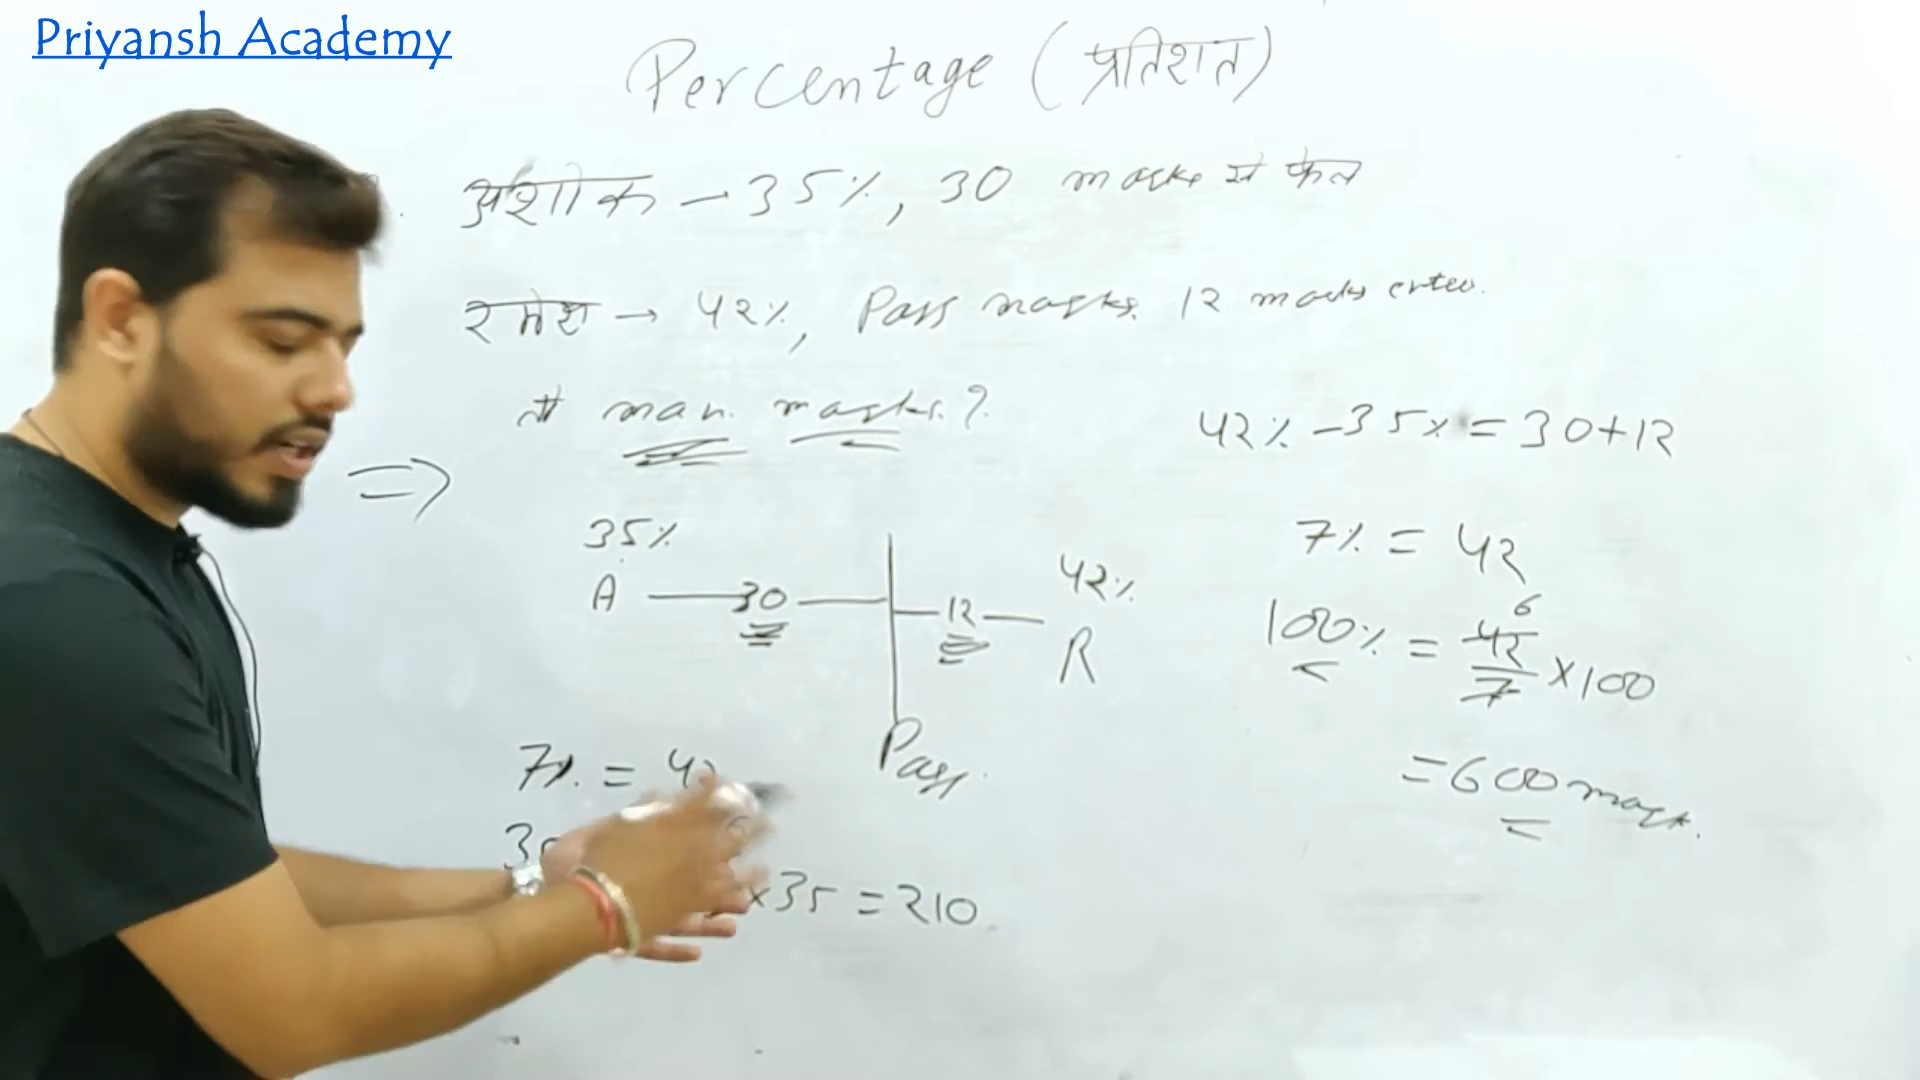 Priyansh Academy
Percentage (प्रतिशत)
अशोक – 35%, 30 marks से फेल
रमेश → 42%, Pass marks. 12 marks
तो max. marks.?
42% – 35% = 30+12
⇒
35%
A — 30 — — 12 — R
42%
Pass.
7% = 42
100% = 42/7 × 100
6
= 600 marks.
7% = 42
35
×35 = 210